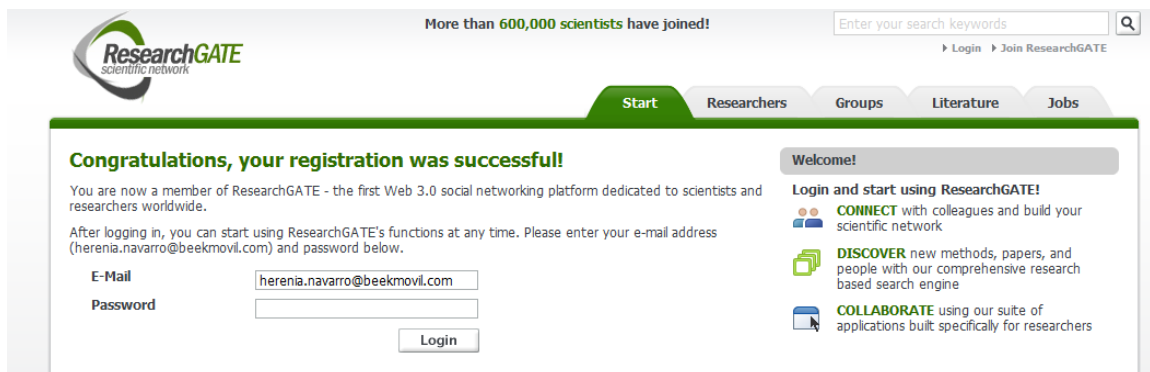 More than 600,000 scientists have joined!
Enter your search keywords
Login Join ResearchGATE
ResearchGATE
scientific network
Start Researchers Groups Literature Jobs
Congratulations, your registration was successful!
You are now a member of ResearchGATE - the first Web 3.0 social networking platform dedicated to scientists and
researchers worldwide.
After logging in, you can start using ResearchGATE's functions at any time. Please enter your e-mail address
(herenia.navarro@beekmovil.com) and password below.
E-Mail herenia.navarro@beekmovil.com
Password
Login
Welcome!
Login and start using ResearchGATE!
CONNECT with colleagues and build your
scientific network
DISCOVER new methods, papers, and
people with our comprehensive research
based search engine
COLLABORATE using our suite of
applications built specifically for researchers